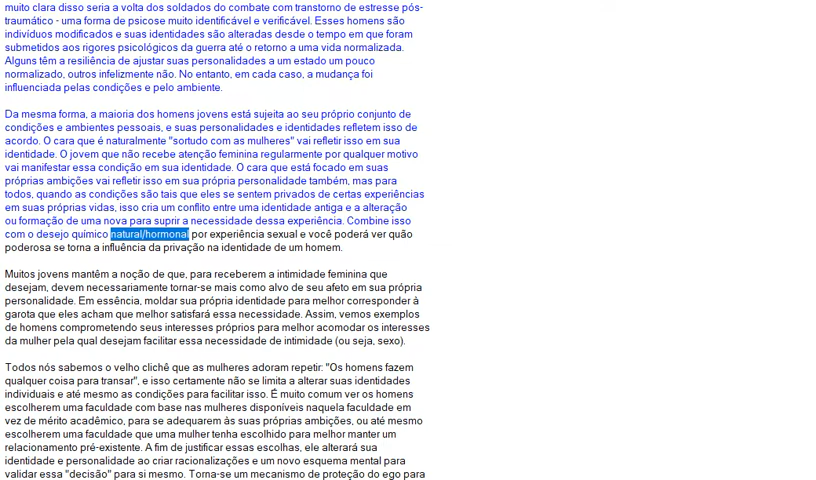 muito clara disso seria a volta dos soldados do combate com transtorno de estresse pós-
traumático - uma forma de psicose muito identificável e verificável. Esses homens são
indivíduos modificados e suas identidades são alteradas desde o tempo em que foram
submetidos aos rigores psicológicos da guerra até o retorno a uma vida normalizada.
Alguns têm a resiliência de ajustar suas personalidades a um estado um pouco
normalizado, outros infelizmente não. No entanto, em cada caso, a mudança foi
influenciada pelas condições e pelo ambiente.
Da mesma forma, a maioria dos homens jovens está sujeita ao seu próprio conjunto de
condições e ambientes pessoais, e suas personalidades e identidades refletem isso de
acordo. O cara que é naturalmente "sortudo com as mulheres" vai refletir isso em sua
identidade. O jovem que não recebe atenção feminina regularmente por qualquer motivo
vai manifestar essa condição em sua identidade. O cara que está focado em suas
próprias ambições vai refletir isso em sua própria personalidade também, mas para
todos, quando as condições são tais que eles se sentem privados de certas experiências
em suas próprias vidas, isso cria um conflito entre uma identidade antiga e a alteração
ou formação de uma nova para suprir a necessidade dessa experiência. Combine isso
com o desejo químico natural/hormonal por experiência sexual e você poderá ver quão
poderosa se torna a influência da privação na identidade de um homem.
Muitos jovens mantêm a noção de que, para receberem a intimidade feminina que
desejam, devem necessariamente tornar-se mais como alvo de seu afeto em sua própria
personalidade. Em essência, moldar sua própria identidade para melhor corresponder à
garota que eles acham que melhor satisfará essa necessidade. Assim, vemos exemplos
de homens comprometendo seus interesses próprios para melhor acomodar os interesses
da mulher pela qual desejam facilitar essa necessidade de intimidade (ou seja, sexo).
Todos nós sabemos o velho clichê que as mulheres adoram repetir: "Os homens fazem
qualquer coisa para transar", e isso certamente não se limita a alterar suas identidades
individuais e até mesmo as condições para facilitar isso. É muito comum ver os homens
escolherem uma faculdade com base nas mulheres disponíveis naquela faculdade em
vez de mérito acadêmico, para se adequarem às suas próprias ambições, ou até mesmo
escolherem uma faculdade que uma mulher tenha escolhido para melhor manter um
relacionamento pré-existente. A fim de justificar essas escolhas, ele alterará sua
identidade e personalidade ao criar racionalizações e um novo esquema mental para
validar essa "decisão" para si mesmo. Torna-se um mecanismo de proteção do ego para